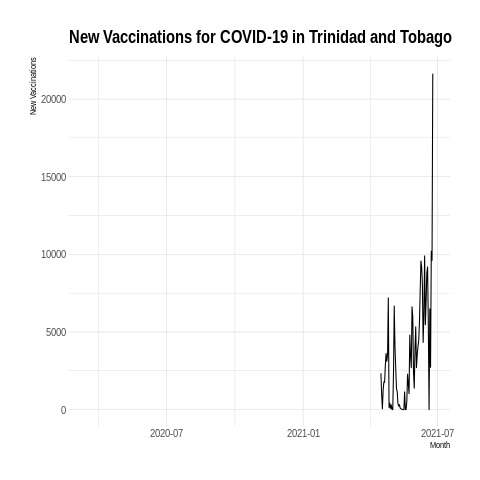 New Vaccinations for COVID-19 in Trinidad and Tobago
New Vaccinations
20000
15000
10000
5000
0
2020-07
2021-01
2021-07
Month